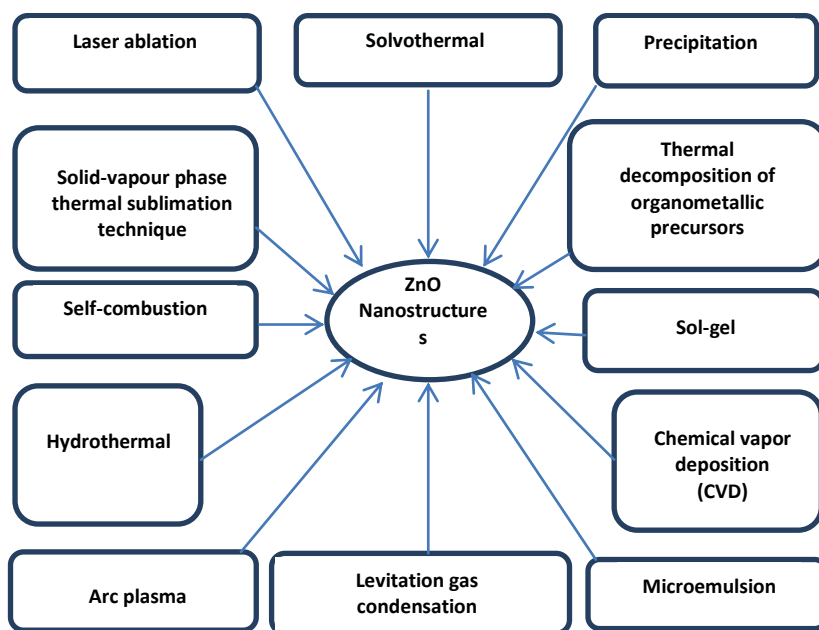 Laser ablation
Solvothermal
Precipitation
Solid-vapour phase
thermal sublimation
technique
Thermal
decomposition of
organometallic
precursors
ZnO
Nanostructure
s
Self-combustion
Sol-gel
Hydrothermal
Chemical vapor
deposition
(CVD)
Arc plasma
Levitation gas
condensation
Microemulsion